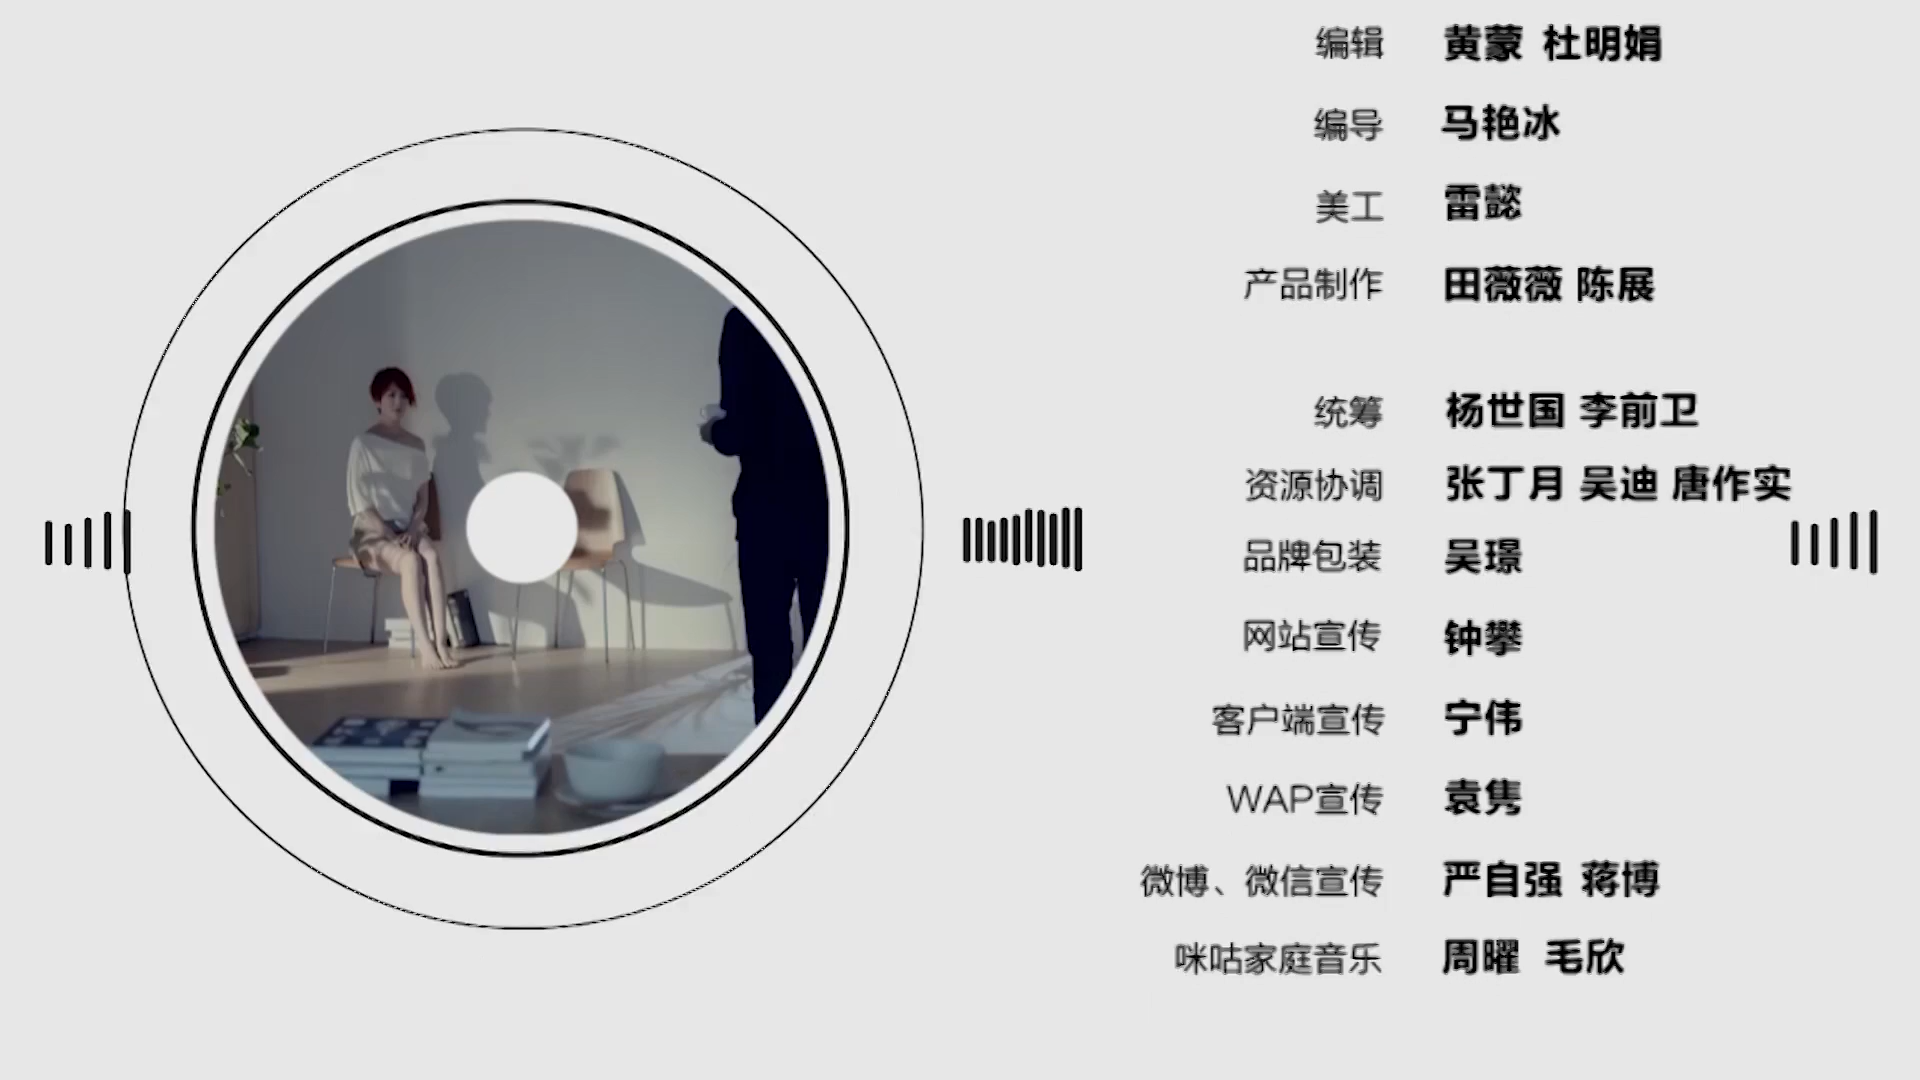 编辑 黄蒙 杜明娟
编导 马艳冰
美工 雷懿
产品制作 田薇薇 陈展
统筹 杨世国 李前卫
资源协调 张丁月 吴迪 唐作实
品牌包装 吴璟
网站宣传 钟攀
客户端宣传 宁伟
WAP宣传 袁隽
微博、微信宣传 严自强 蒋博
咪咕家庭音乐 周曜 毛欣